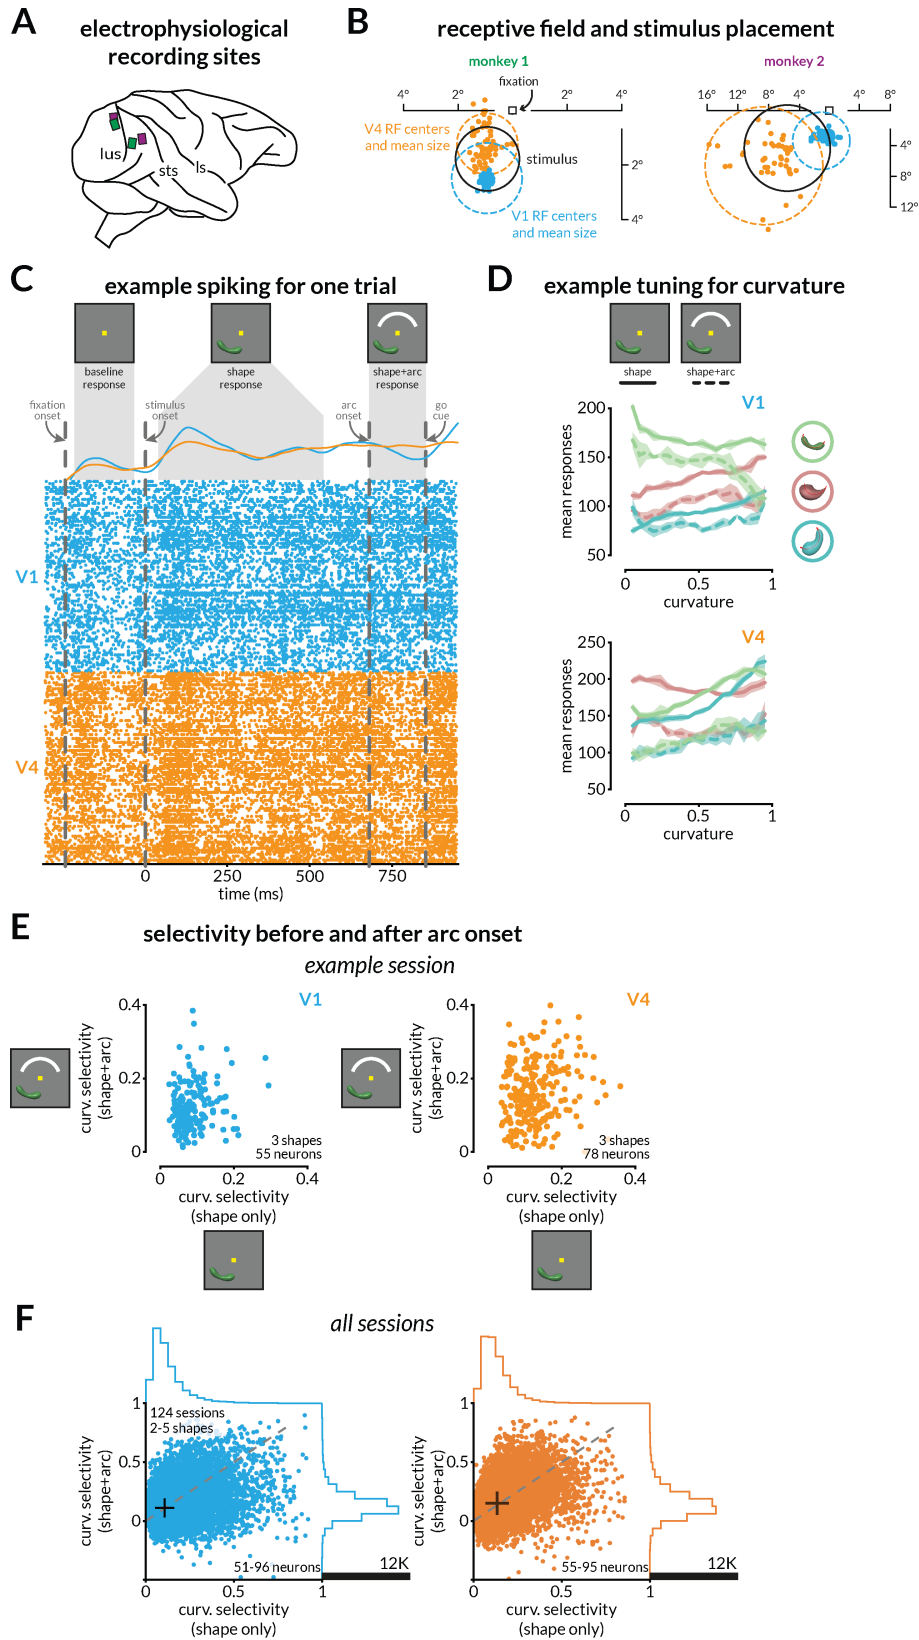 A
electrophysiological
recording sites
lus
sts
ls
B
receptive field and stimulus placement
monkey 1
fixation
4° 2° 2° 4°
V4 RF centers
and mean size
stimulus
2°
4°
V1 RF centers
and mean size
monkey 2
16° 12° 8° 4° 4° 8°
4°
8°
12°
C
example spiking for one trial
baseline
response
shape
response
shape+arc
response
fixation
onset
stimulus
onset
arc
onset
go
cue
V1
V4
0 250 500 750
time (ms)
D
example tuning for curvature
shape
shape+arc
V1
200
150
100
50
mean responses
0 0.5 1
curvature
V4
250
200
150
100
50
mean responses
0 0.5 1
curvature
E
selectivity before and after arc onset
example session
V1
0.4
0.2
0
curv. selectivity
(shape+arc)
3 shapes
55 neurons
0 0.2 0.4
curv. selectivity
(shape only)
V4
0.4
0.2
0
curv. selectivity
(shape+arc)
3 shapes
78 neurons
0 0.2 0.4
curv. selectivity
(shape only)
F
all sessions
1
0.5
0
curv. selectivity
(shape+arc)
124 sessions
2-5 shapes
51-96 neurons
12K
0 0.5 1
curv. selectivity
(shape only)
1
0.5
0
curv. selectivity
(shape+arc)
55-95 neurons
12K
0 0.5 1
curv. selectivity
(shape only)